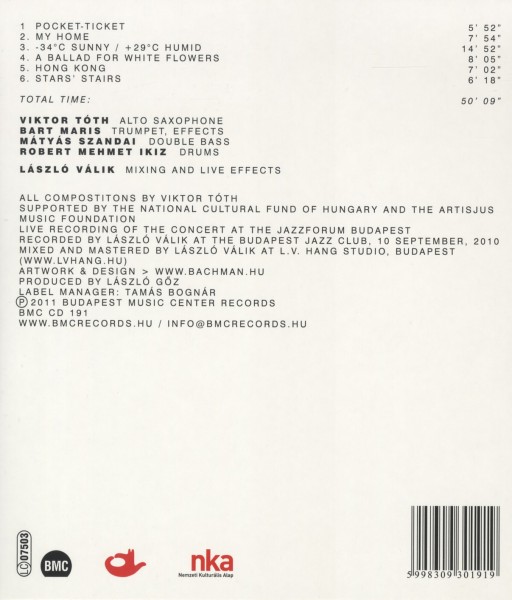 1 POCKET-TICKET 5' 52"
2. MY HOME 7' 54"
3. -34°C SUNNY / +29°C HUMID 14' 52"
4. A BALLAD FOR WHITE FLOWERS 8' 05"
5. HONG KONG 7' 02"
6. STARS' STAIRS 6' 18"
TOTAL TIME: 50' 09"
VIKTOR TÓTH ALTO SAXOPHONE
BART MARIS TRUMPET, EFFECTS
MÁTYÁS SZANDAI DOUBLE BASS
ROBERT MEHMET IKIZ DRUMS
LÁSZLÓ VÁLIK MIXING AND LIVE EFFECTS
ALL COMPOSTITONS BY VIKTOR TÓTH
SUPPORTED BY THE NATIONAL CULTURAL FUND OF HUNGARY AND THE ARTISJUS
MUSIC FOUNDATION
LIVE RECORDING OF THE CONCERT AT THE JAZZFORUM BUDAPEST
RECORDED BY LÁSZLÓ VÁLIK AT THE BUDAPEST JAZZ CLUB, 10 SEPTEMBER, 2010
MIXED AND MASTERED BY LÁSZLÓ VÁLIK AT L.V. HANG STUDIO, BUDAPEST
(WWW.LVHANG.HU)
ARTWORK & DESIGN > WWW.BACHMAN.HU
PRODUCED BY LÁSZLÓ GŐZ
LABEL MANAGER: TAMÁS BOGNÁR
Ⓟ 2011 BUDAPEST MUSIC CENTER RECORDS
BMC CD 191
WWW.BMCRECORDS.HU / INFO@BMCRECORDS.HU
LC 07503
BMC
nka
Nemzeti Kulturális Alap
5998309 301919